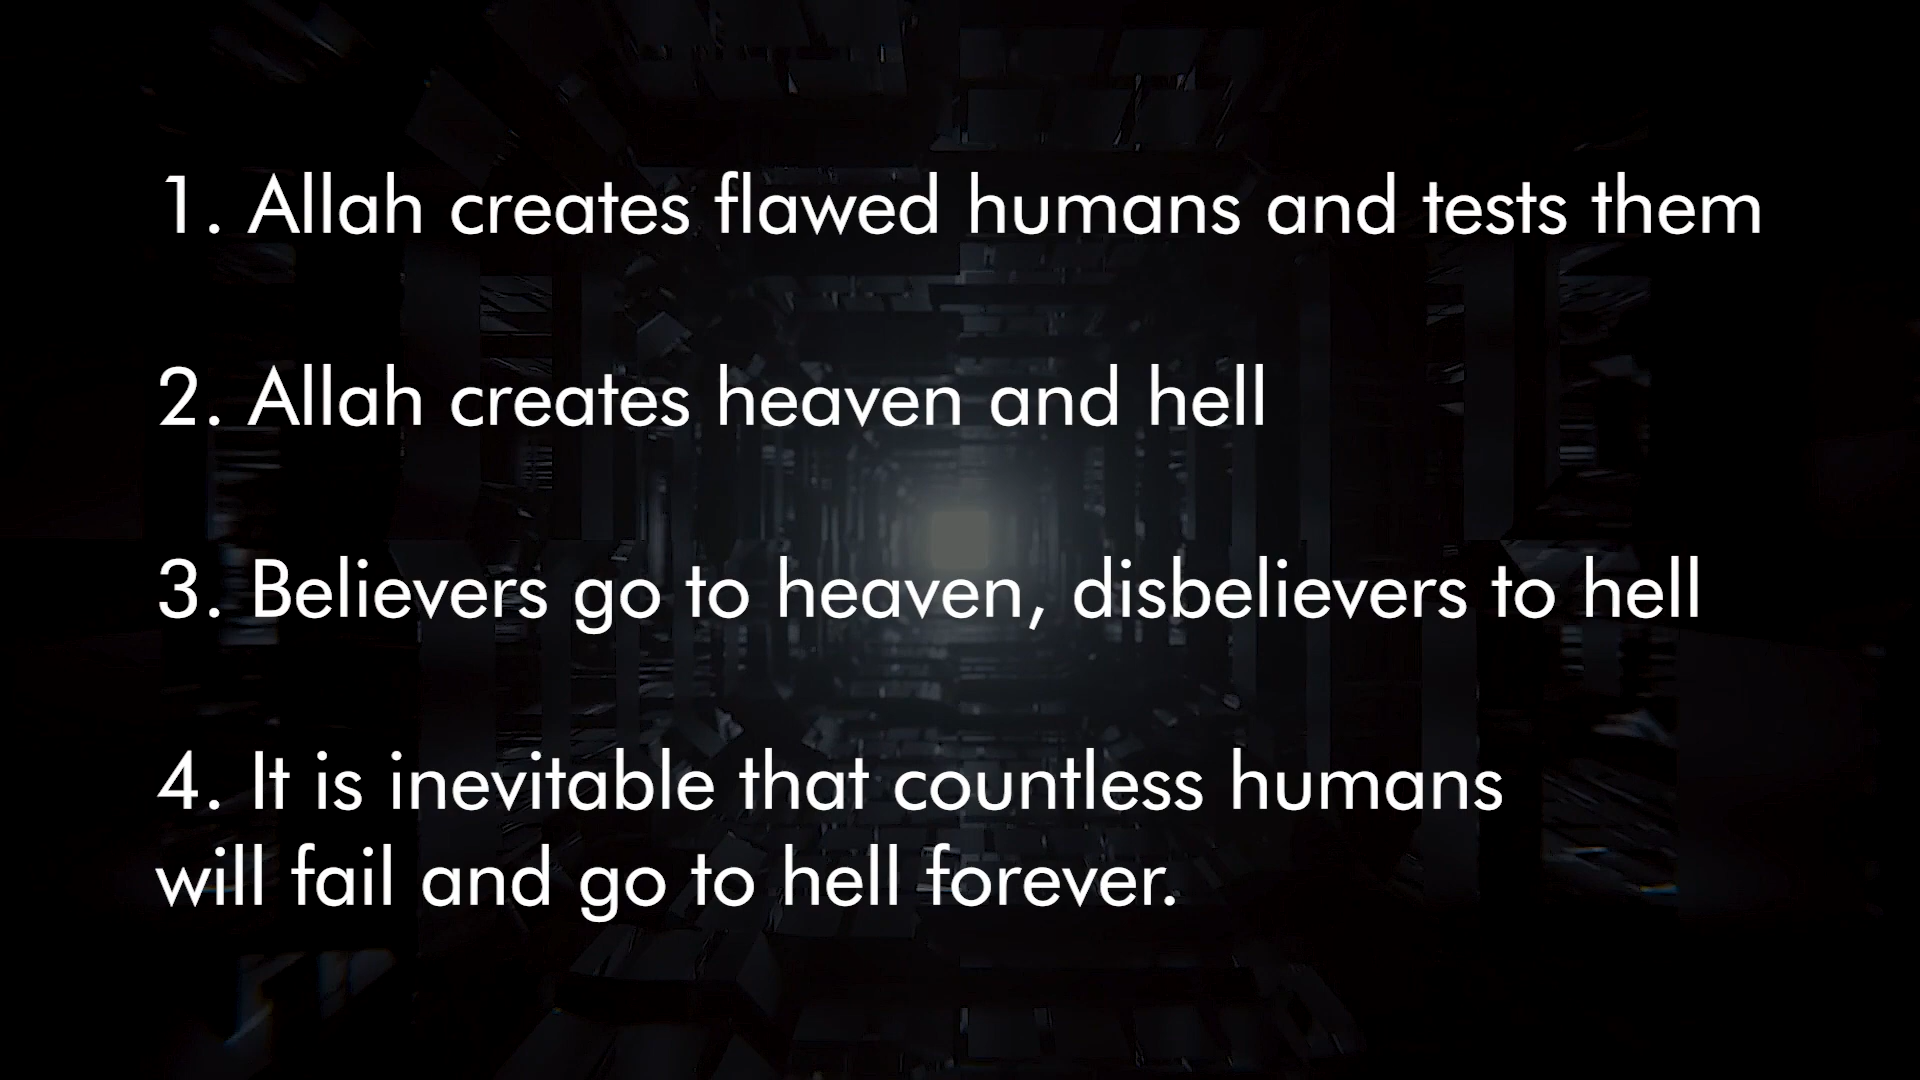 1. Allah creates flawed humans and tests them
2. Allah creates heaven and hell
3. Believers go to heaven, disbelievers to hell
4. It is inevitable that countless humans
will fail and go to hell forever.